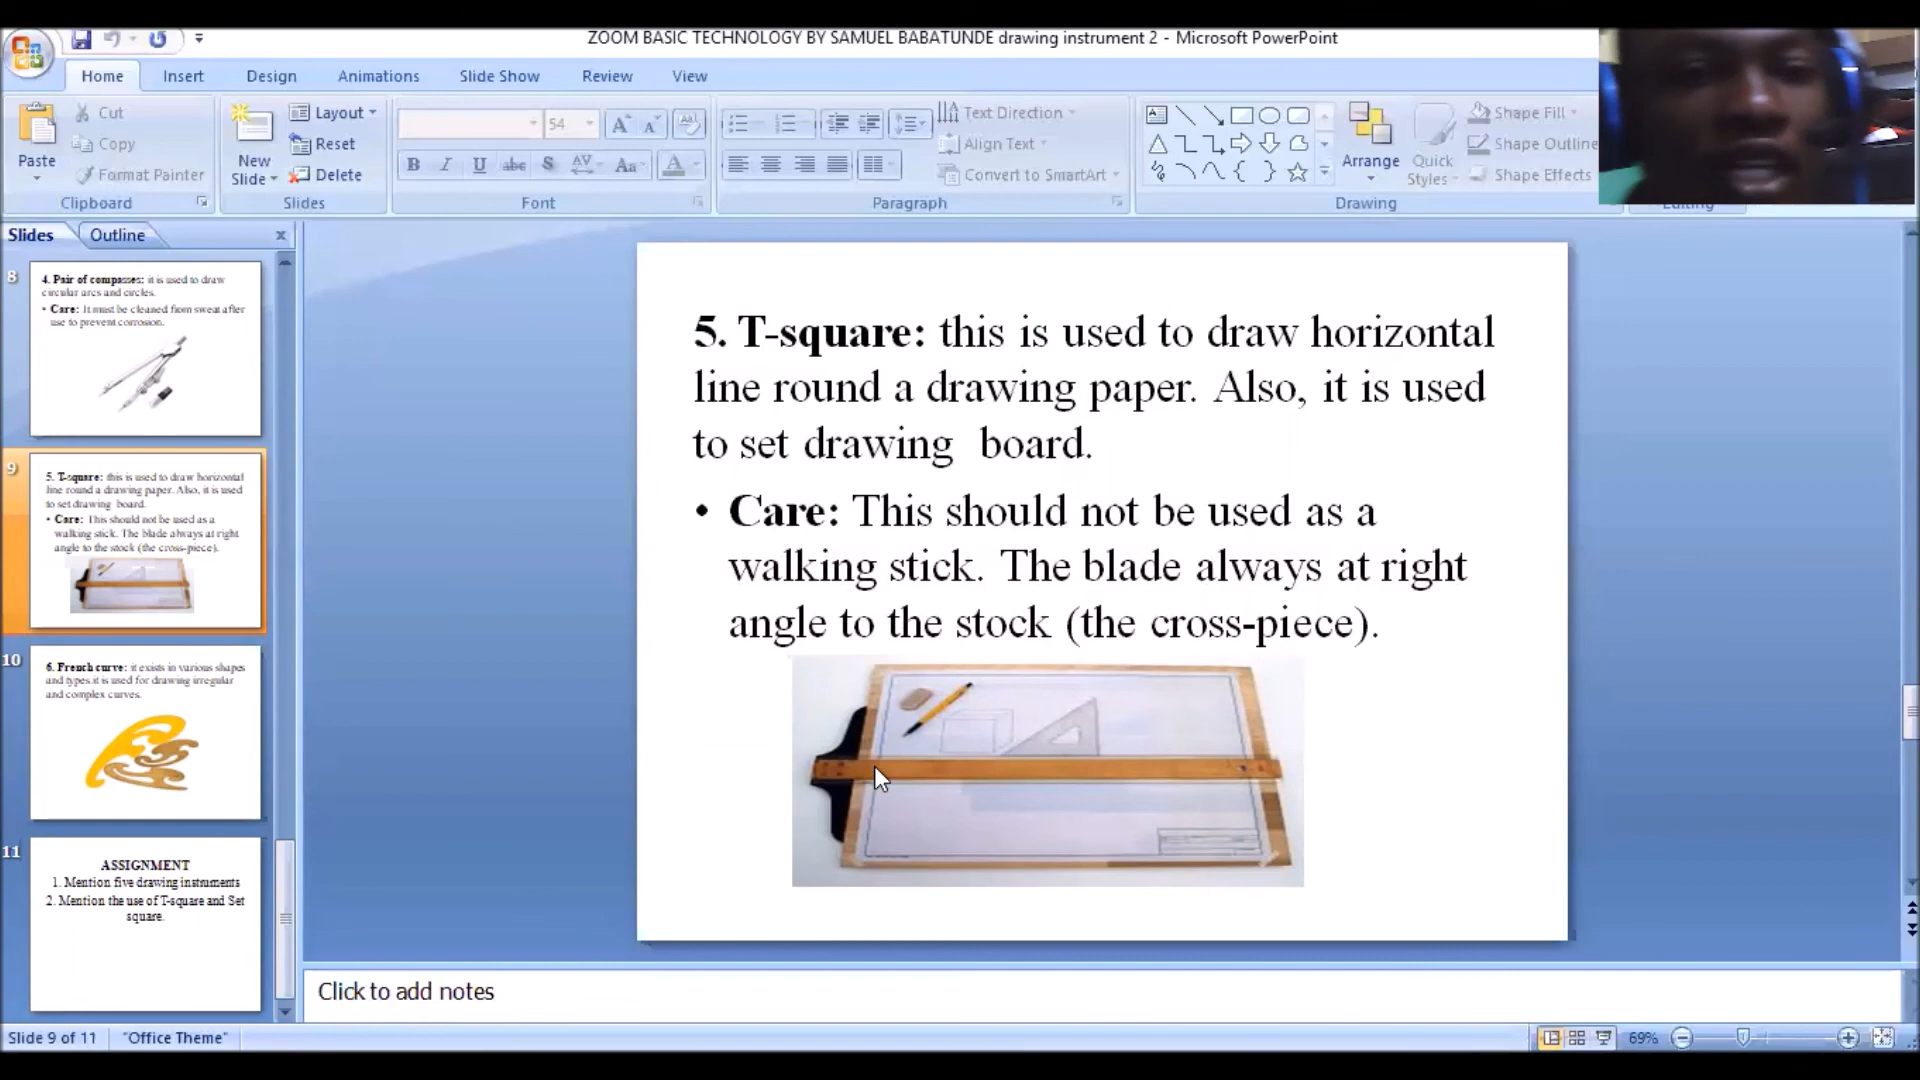 ZOOM BASIC TECHNOLOGY BY SAMUEL BABATUNDE drawing instrument 2 - Microsoft PowerPoint
Home Insert Design Animations Slide Show Review View
Paste
Cut
Copy
Format Painter
Clipboard
New
Slide
Layout
Reset
Delete
Slides
54
B I U abc S AV Aa A
Font
Text Direction
Align Text
Convert to SmartArt
Paragraph
Arrange
Quick
Styles
Shape Fill
Shape Outline
Shape Effects
Drawing
Editing
Slides Outline x
8
4. Pair of compasses: it is used to draw
circular arcs and circles.
• Care: It must be cleaned from sweat after
use to prevent corrosion.
9
5. T-square: this is used to draw horizontal
line round a drawing paper. Also, it is used
to set drawing board.
• Care: This should not be used as a
walking stick. The blade always at right
angle to the stock (the cross-piece).
10
6. French curve: it exists in various shapes
and types.it is used for drawing irregular
and complex curves.
11
ASSIGNMENT
1. Mention five drawing instruments
2. Mention the use of T-square and Set
square.
5. T-square: this is used to draw horizontal
line round a drawing paper. Also, it is used
to set drawing  board.
• Care: This should not be used as a
walking stick. The blade always at right
angle to the stock (the cross-piece).
Click to add notes
Slide 9 of 11 "Office Theme" 69%